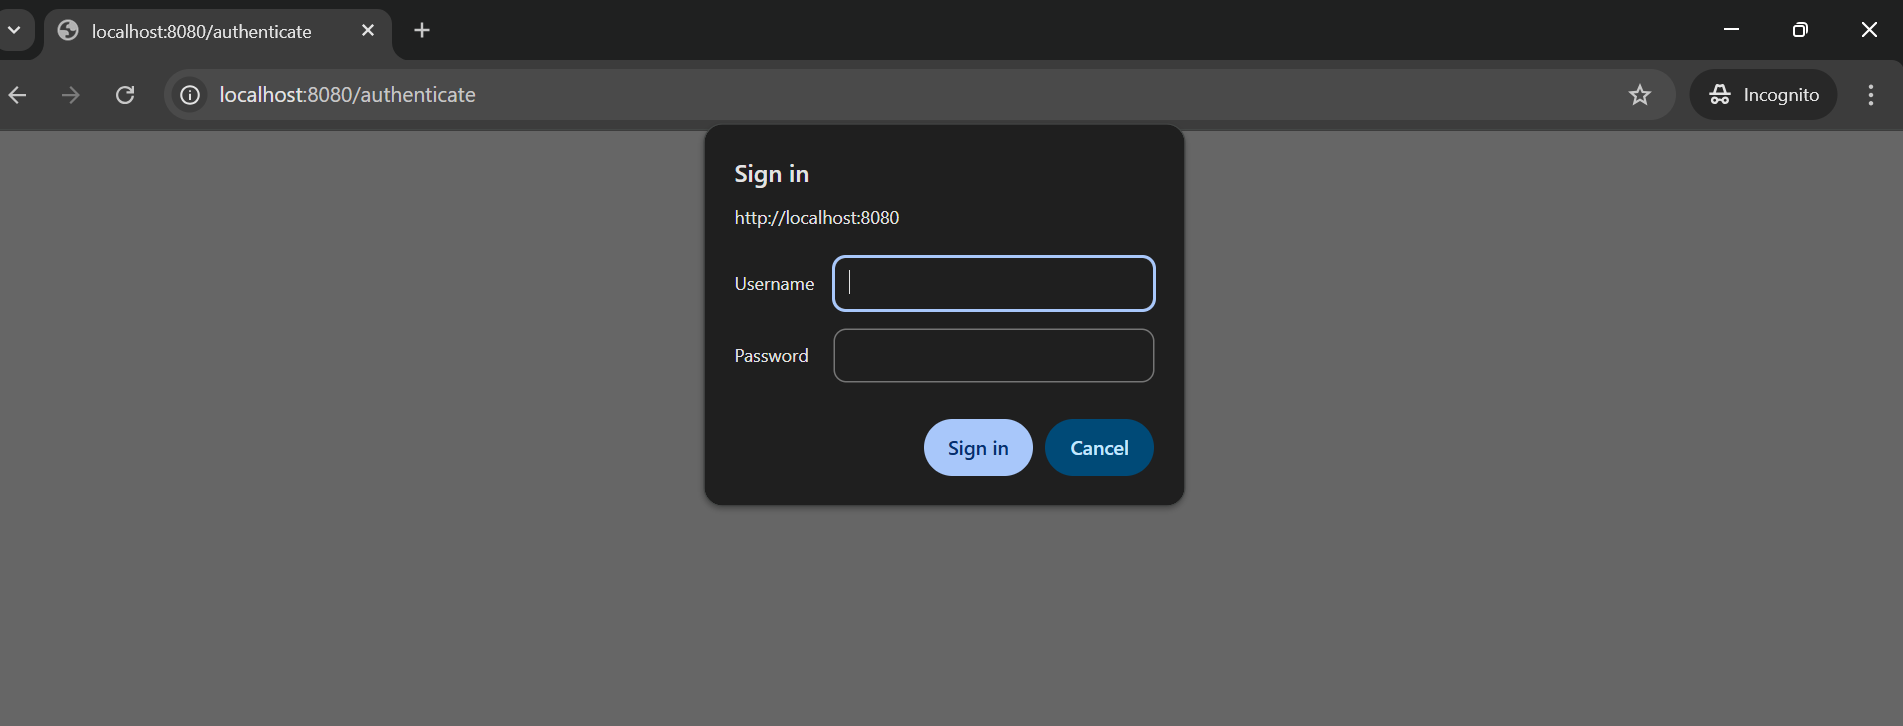 localhost:8080/authenticate
localhost:8080/authenticate
Incognito
Sign in
http://localhost:8080
Username
Password
Sign in
Cancel